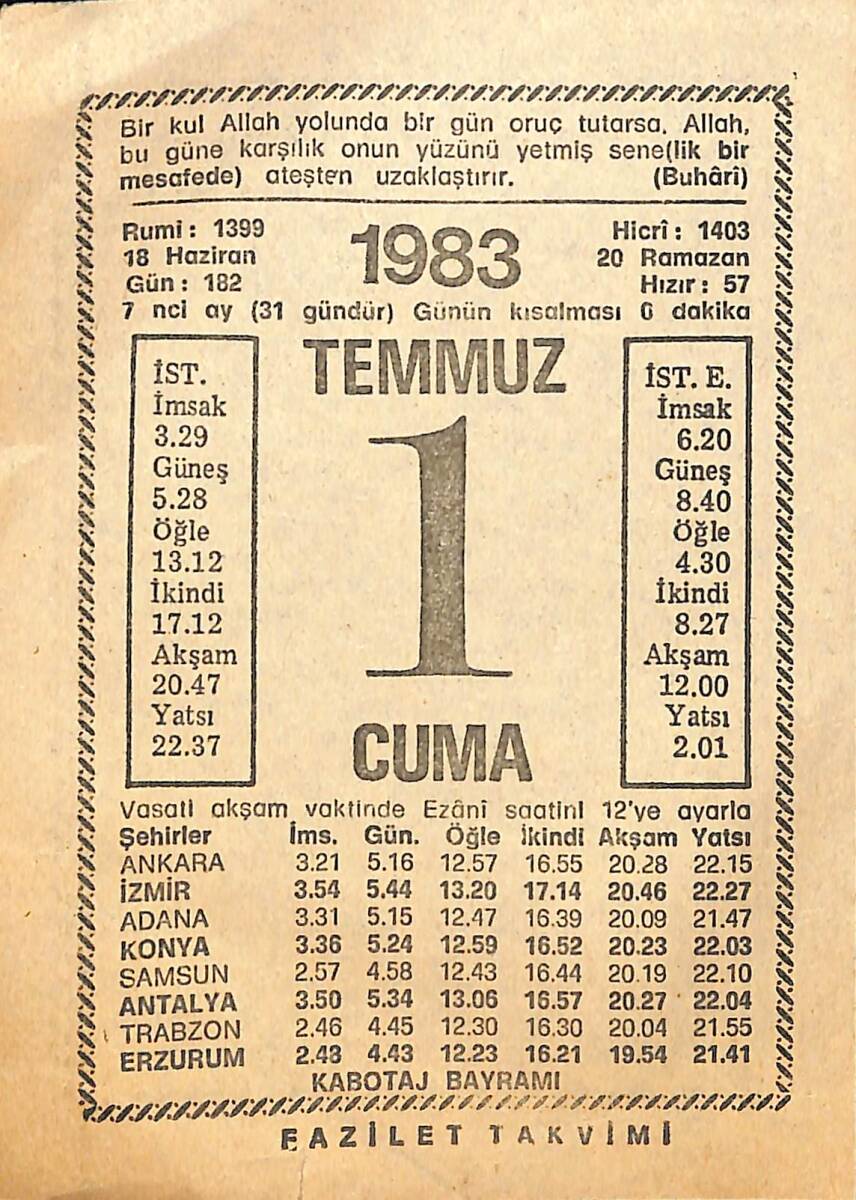 Bir kul Allah yolunda bir gün oruç tutarsa, Allah,
bu güne karşılık onun yüzünü yetmiş sene(lik bir
mesafede) ateşten uzaklaştırır. (Buhârî)
Rumi: 1399
18 Haziran
Gün: 182
1983
Hicrî: 1403
20 Ramazan
Hızır: 57
7 nci ay (31 gündür) Günün kısalması 6 dakika
İST.
İmsak
3.29
Güneş
5.28
Öğle
13.12
İkindi
17.12
Akşam
20.47
Yatsı
22.37
TEMMUZ
1
CUMA
İST. E.
İmsak
6.20
Güneş
8.40
Öğle
4.30
İkindi
8.27
Akşam
12.00
Yatsı
2.01
Vasati akşam vaktinde Ezânî saatini 12'ye ayarla
Şehirler İms. Gün. Öğle İkindi Akşam Yatsı
ANKARA 3.21 5.16 12.57 16.55 20.28 22.15
İZMİR 3.54 5.44 13.20 17.14 20.46 22.27
ADANA 3.31 5.15 12.47 16.39 20.09 21.47
KONYA 3.36 5.24 12.59 16.52 20.23 22.03
SAMSUN 2.57 4.58 12.43 16.44 20.19 22.10
ANTALYA 3.50 5.34 13.06 16.57 20.27 22.04
TRABZON 2.46 4.45 12.30 16.30 20.04 21.55
ERZURUM 2.43 4.43 12.23 16.21 19.54 21.41
KABOTAJ BAYRAMI
FAZİLET TAKVİMİ